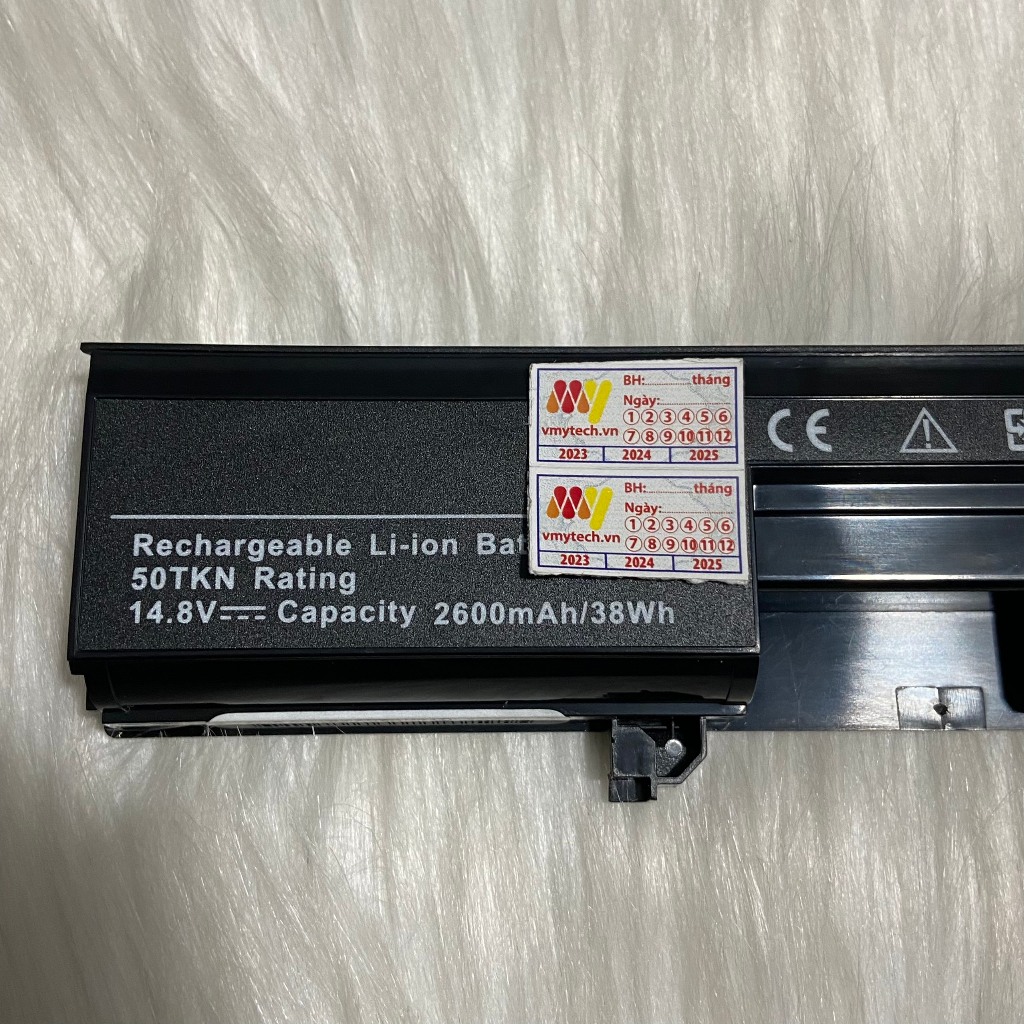 BH:........... tháng
Ngày:..................
1 2 3 4 5 6
vmytech.vn 7 8 9 10 11 12
2023 2024 2025
CE
BH:........... tháng
Ngày:..................
1 2 3 4 5 6
vmytech.vn 7 8 9 10 11 12
2023 2024 2025
Rechargeable Li-ion Bat
50TKN Rating
14.8V⎓ Capacity 2600mAh/38Wh